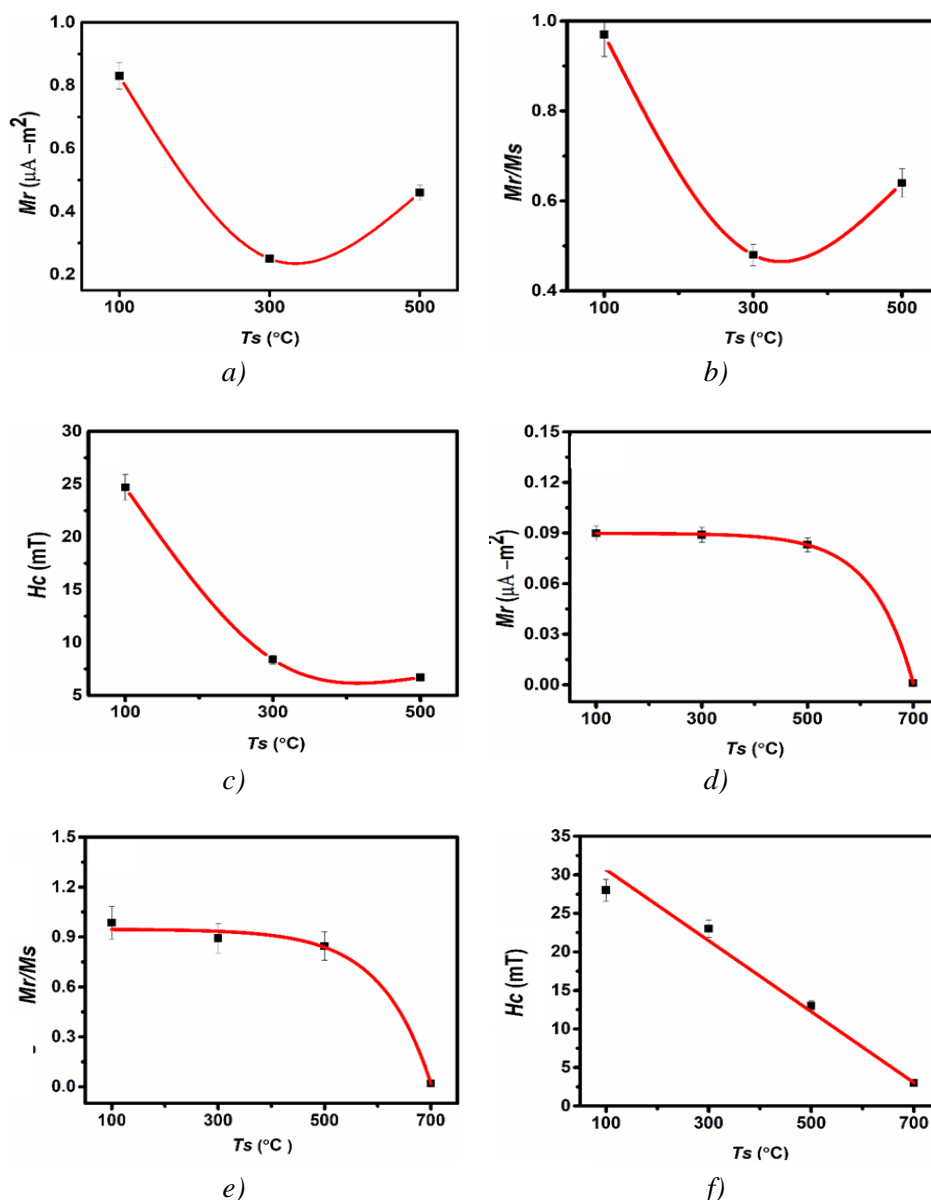 1.0
0.8
0.6
0.4
0.2
Mr (μA –m²)
100 300 500
Ts (°C)
a)
1.0
0.8
0.6
0.4
Mr/Ms
100 300 500
Ts (°C)
b)
30
25
20
15
10
5
Hc (mT)
100 300 500
Ts (°C)
c)
0.15
0.12
0.09
0.06
0.03
0.00
Mr (μA –m²)
100 300 500 700
Ts (°C)
d)
1.5
1.2
0.9
0.6
0.3
0.0
Mr/Ms
100 300 500 700
Ts (°C )
e)
35
30
25
20
15
10
5
0
Hc (mT)
100 300 500 700
Ts (°C)
f)